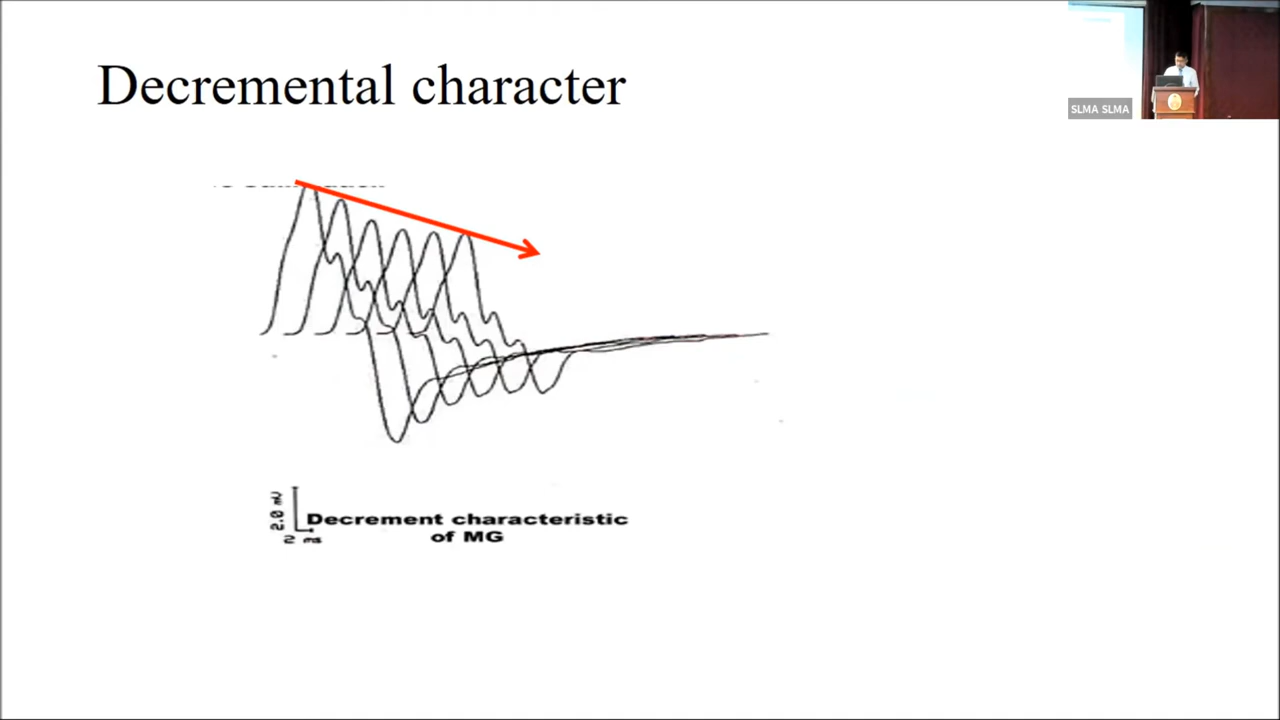 Decremental character
SLMA SLMA
2.0 mV
2 ms
Decrement characteristic
of MG